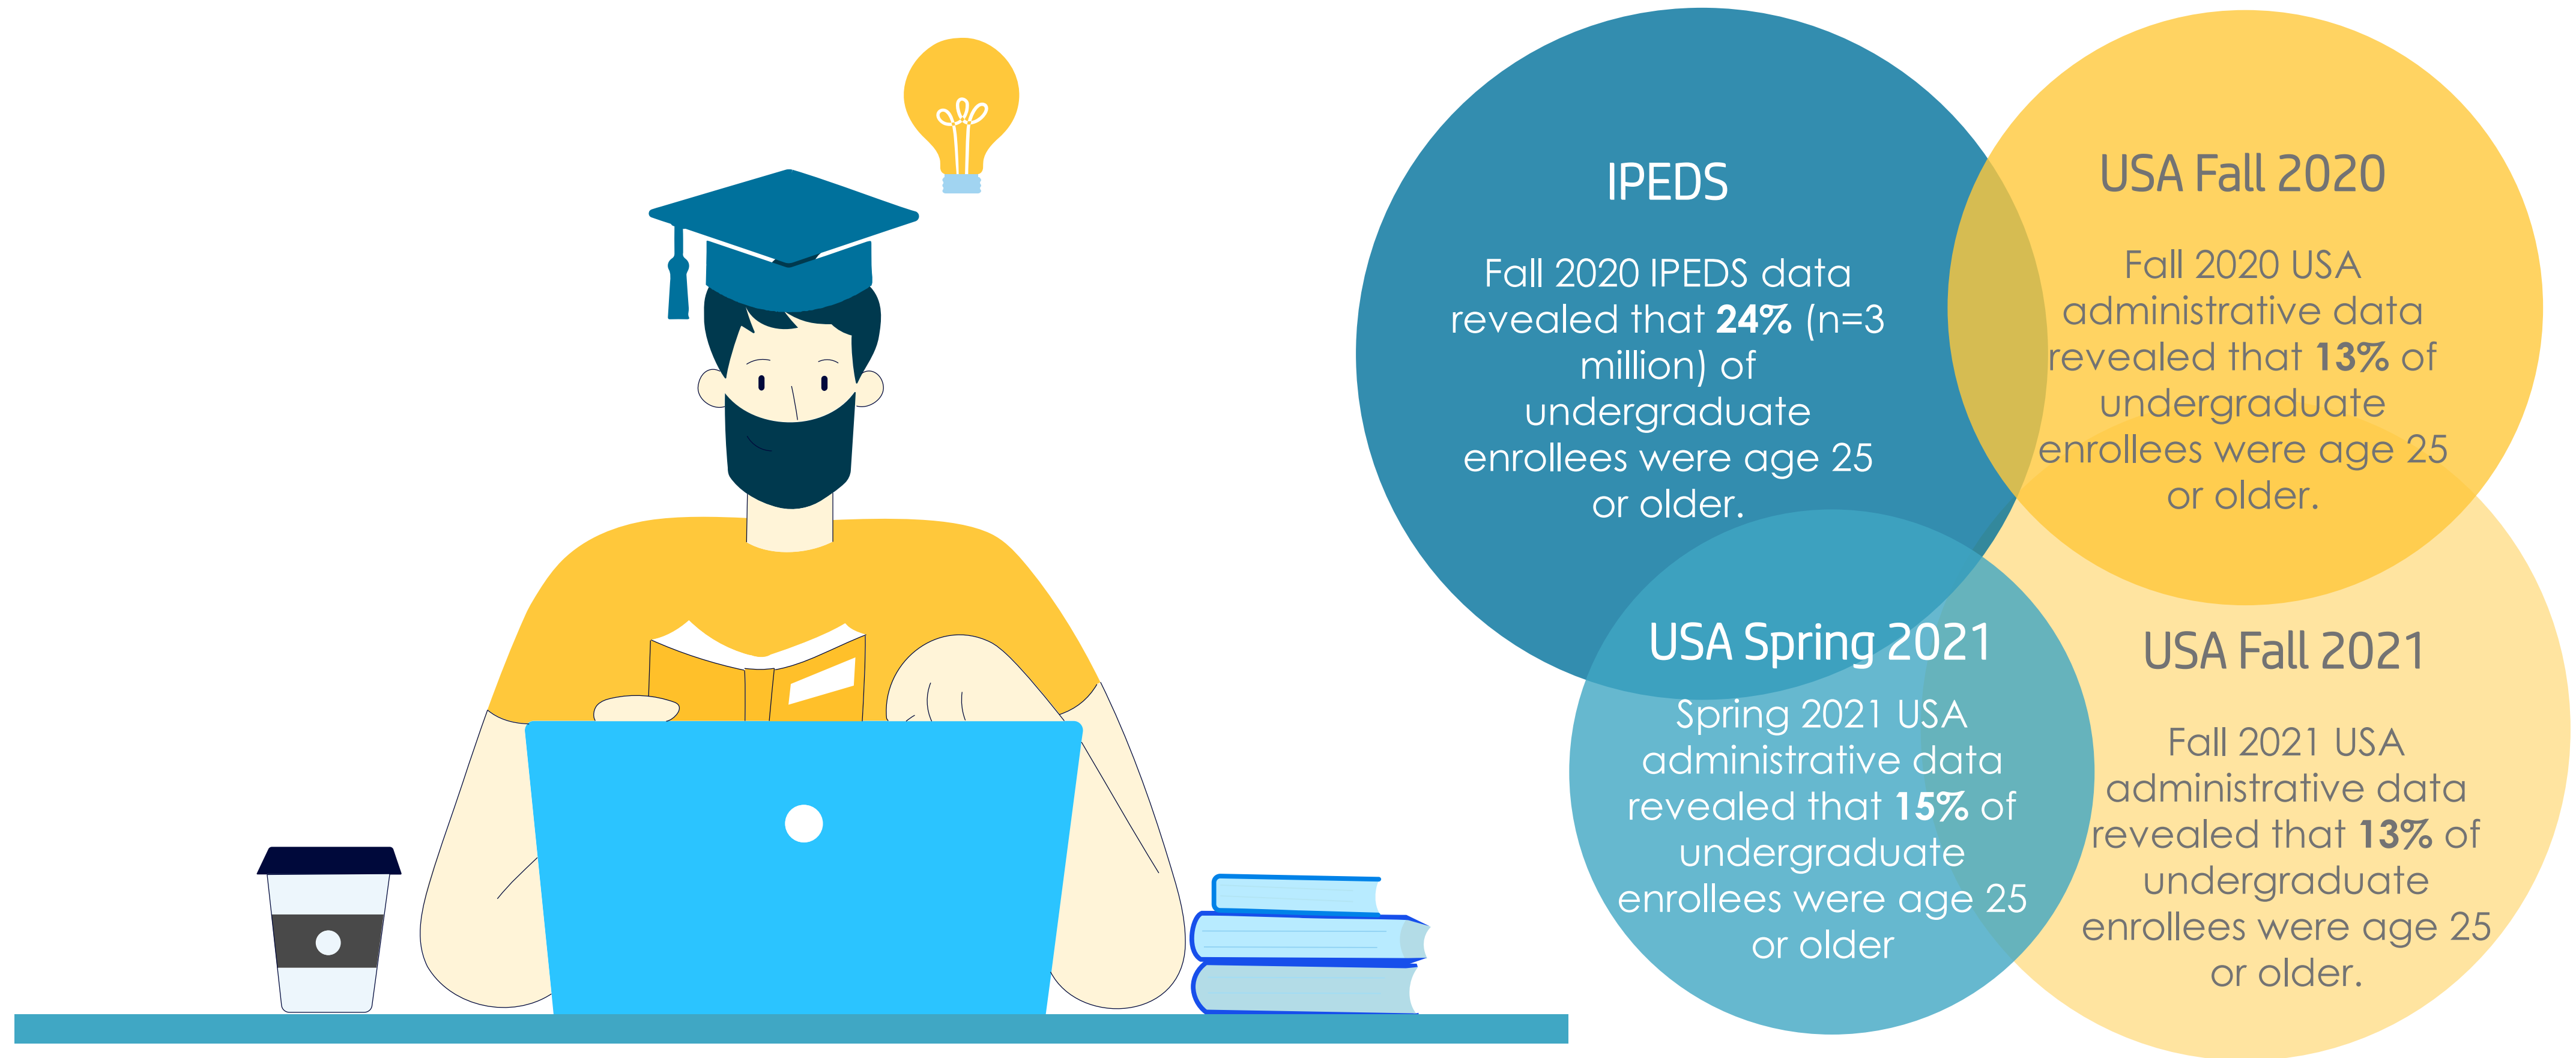 IPEDS
Fall 2020 IPEDS data
revealed that 24% (n=3
million) of
undergraduate
enrollees were age 25
or older.
USA Fall 2020
Fall 2020 USA
administrative data
revealed that 13% of
undergraduate
enrollees were age 25
or older.
USA Spring 2021
Spring 2021 USA
administrative data
revealed that 15% of
undergraduate
enrollees were age 25
or older
USA Fall 2021
Fall 2021 USA
administrative data
revealed that 13% of
undergraduate
enrollees were age 25
or older.